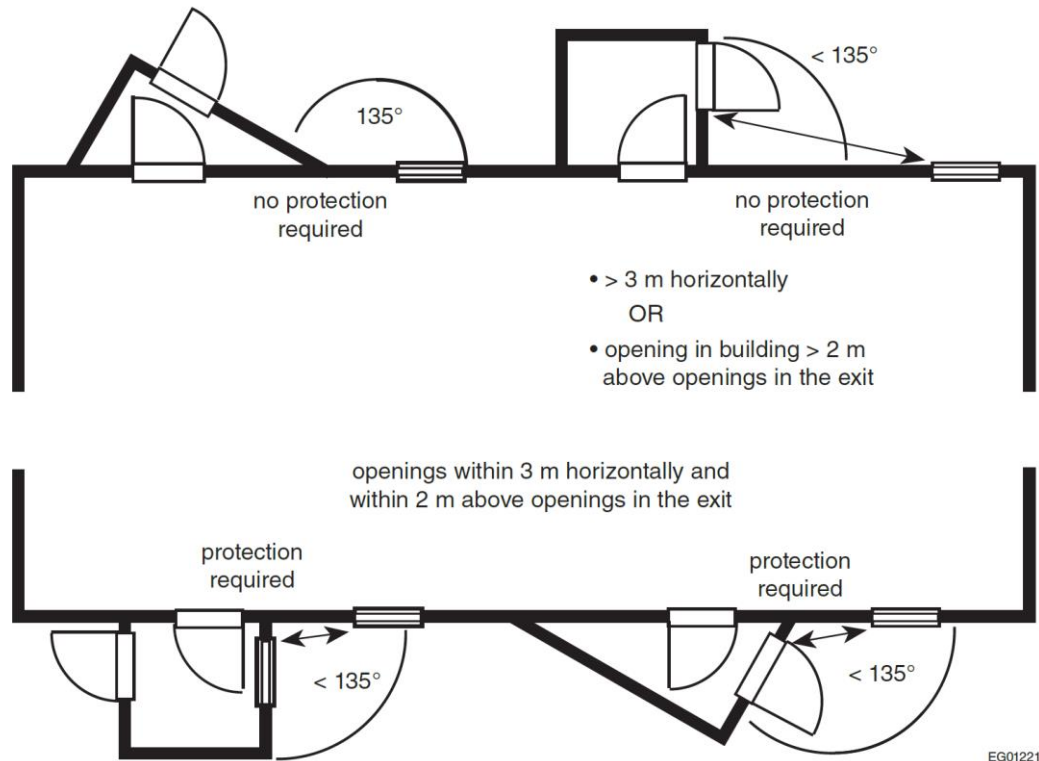 < 135°
135°
no protection
required
no protection
required
• > 3 m horizontally
OR
• opening in building > 2 m
above openings in the exit
openings within 3 m horizontally and
within 2 m above openings in the exit
protection
required
protection
required
< 135°
< 135°
EG01221